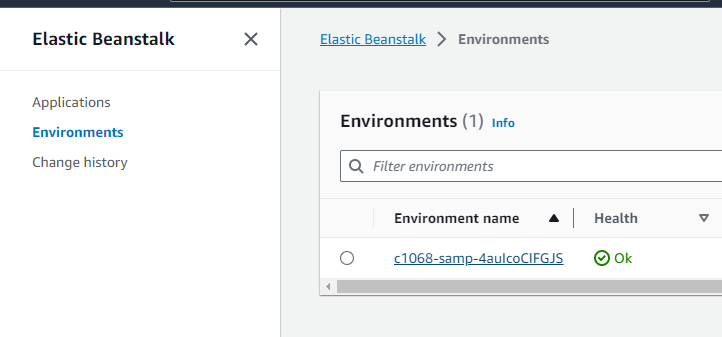 Elastic Beanstalk
Applications
Environments
Change history
Elastic Beanstalk > Environments
Environments (1) Info
Filter environments
Environment name Health
c1068-samp-4auIcoCIFGJS Ok